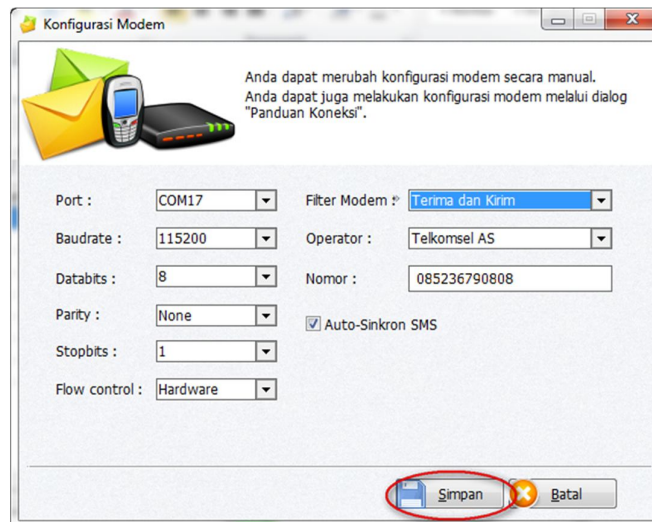 Konfigurasi Modem
Anda dapat merubah konfigurasi modem secara manual.
Anda dapat juga melakukan konfigurasi modem melalui dialog
"Panduan Koneksi".
Port : COM17 Filter Modem : Terima dan Kirim
Baudrate : 115200 Operator : Telkomsel AS
Databits : 8 Nomor : 085236790808
Parity : None Auto-Sinkron SMS
Stopbits : 1
Flow control : Hardware
Simpan Batal